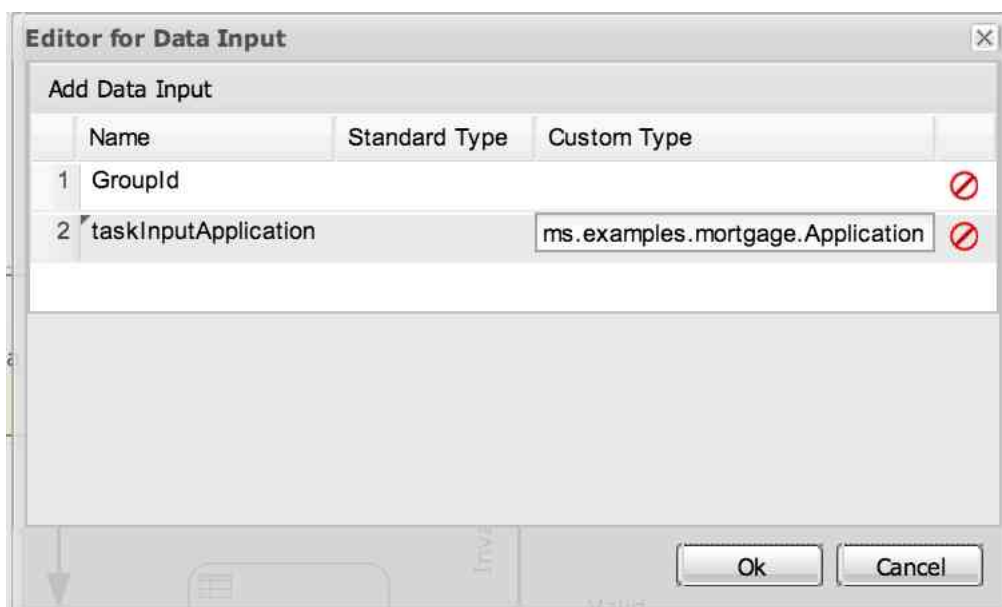 Editor for Data Input
Add Data Input
Name Standard Type Custom Type
1 GroupId
2 taskInputApplication ms.examples.mortgage.Application
Ok Cancel